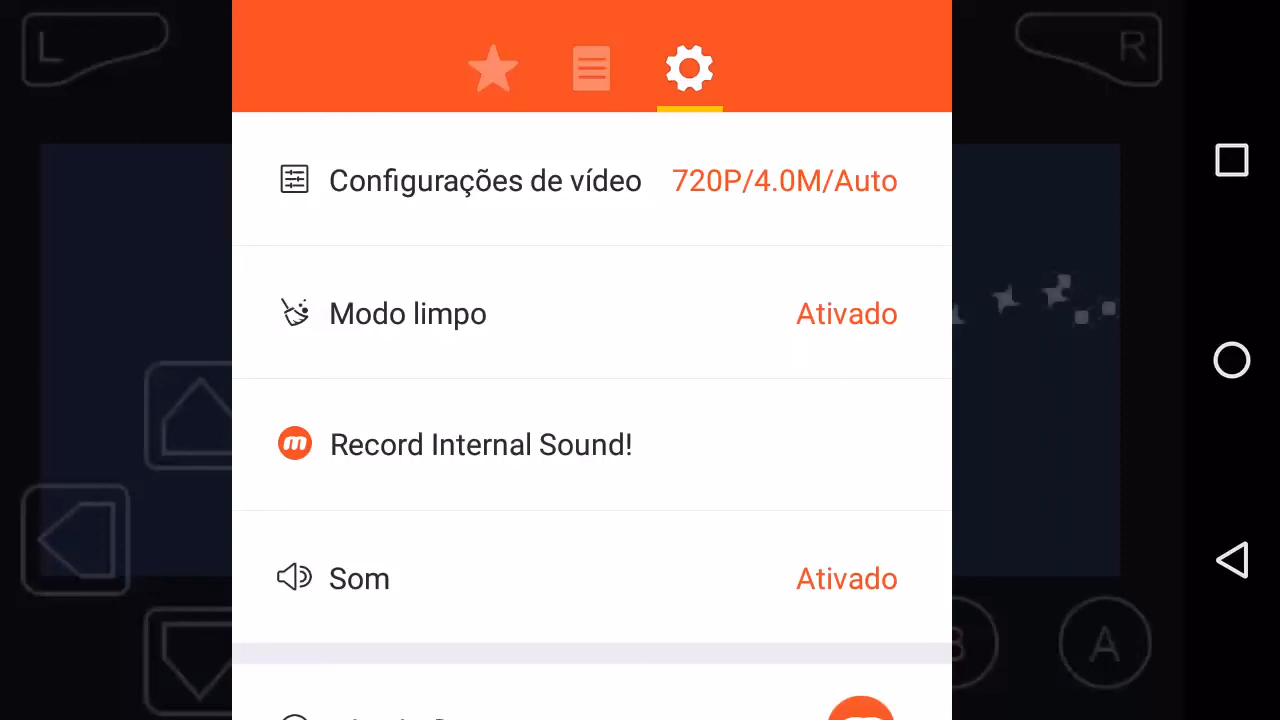 L
R
Configurações de vídeo 720P/4.0M/Auto
Modo limpo Ativado
m Record Internal Sound!
Som Ativado
B A